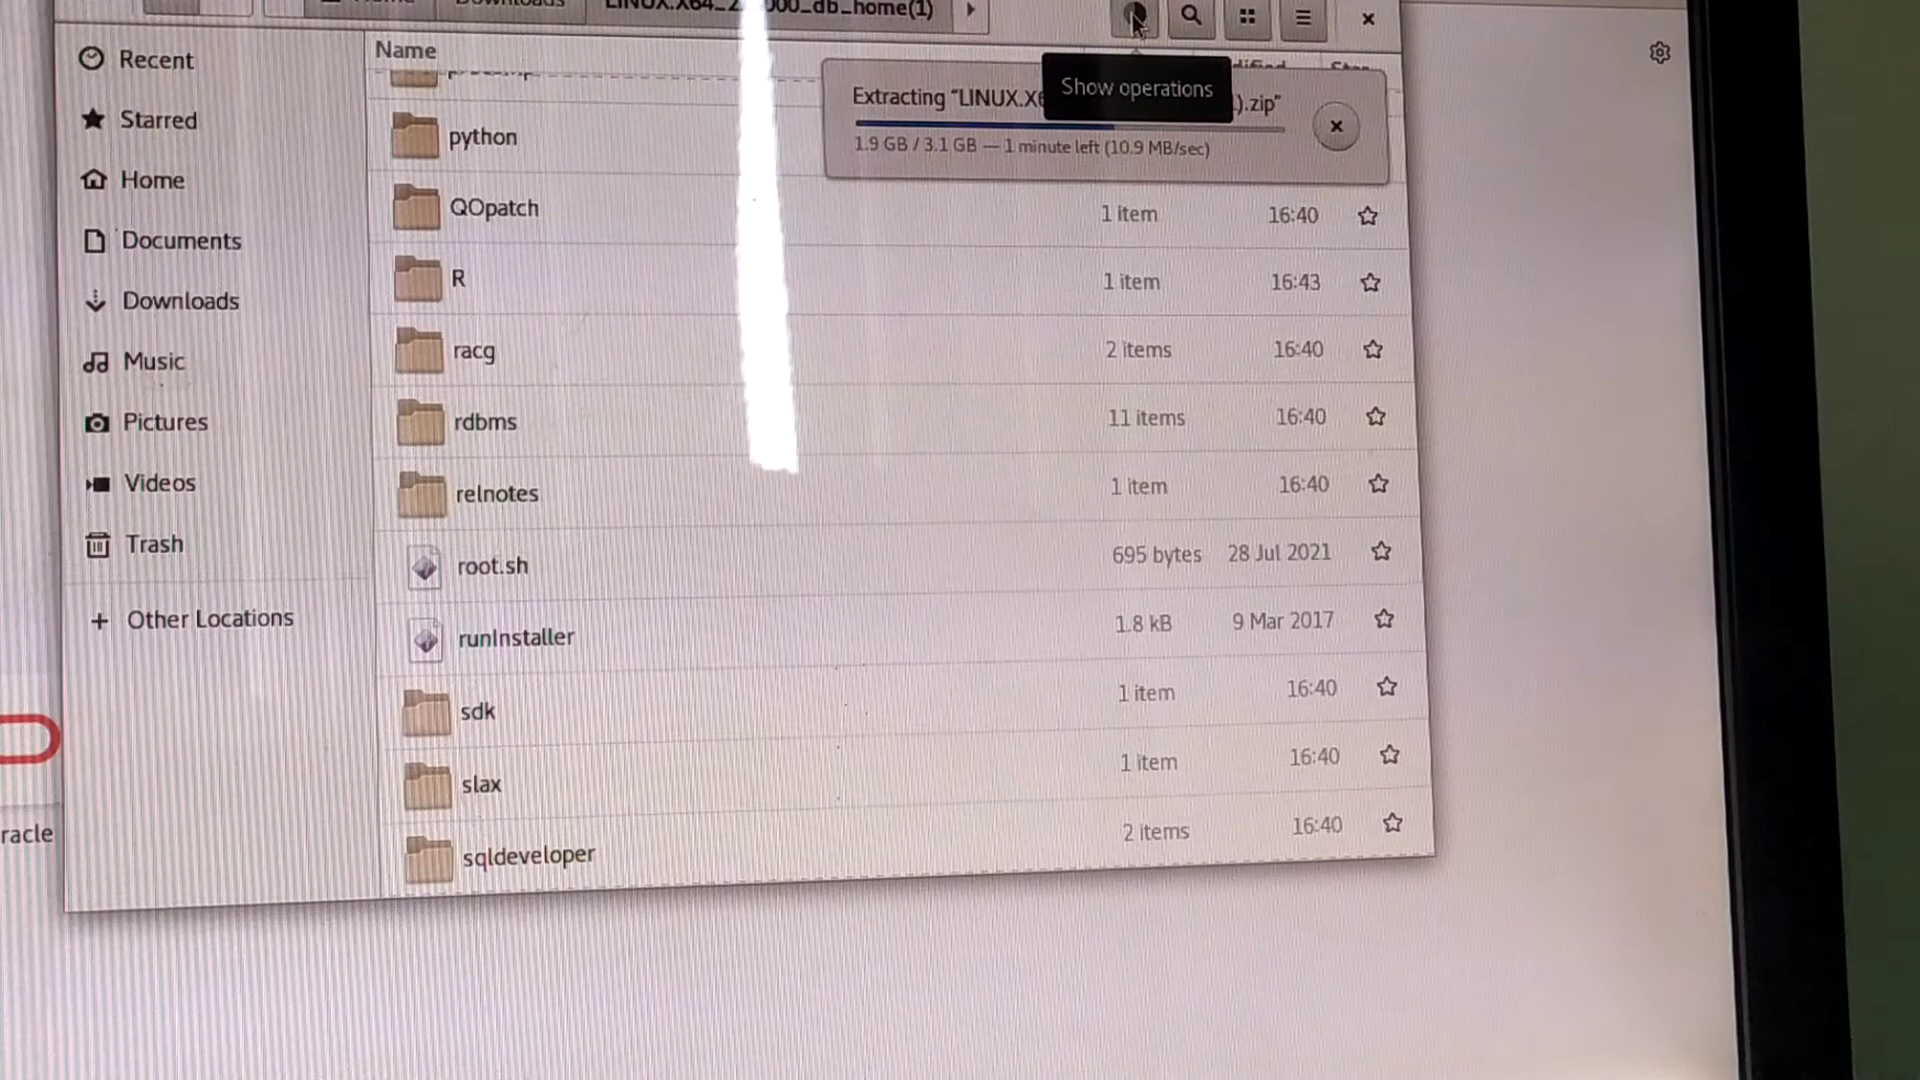 _db_home(1)
Recent
Name
Starred
Home
Documents
Downloads
Music
Pictures
Videos
Trash
Other Locations
Show operations
Extracting "LINUX.X6 ).zip"
1.9 GB / 3.1 GB — 1 minute left (10.9 MB/sec)
python
QOpatch 1 item 16:40
R 1 item 16:43
racg 2 items 16:40
rdbms 11 items 16:40
relnotes 1 item 16:40
root.sh 695 bytes 28 Jul 2021
runInstaller 1.8 kB 9 Mar 2017
sdk 1 item 16:40
slax 1 item 16:40
sqldeveloper 2 items 16:40
racle